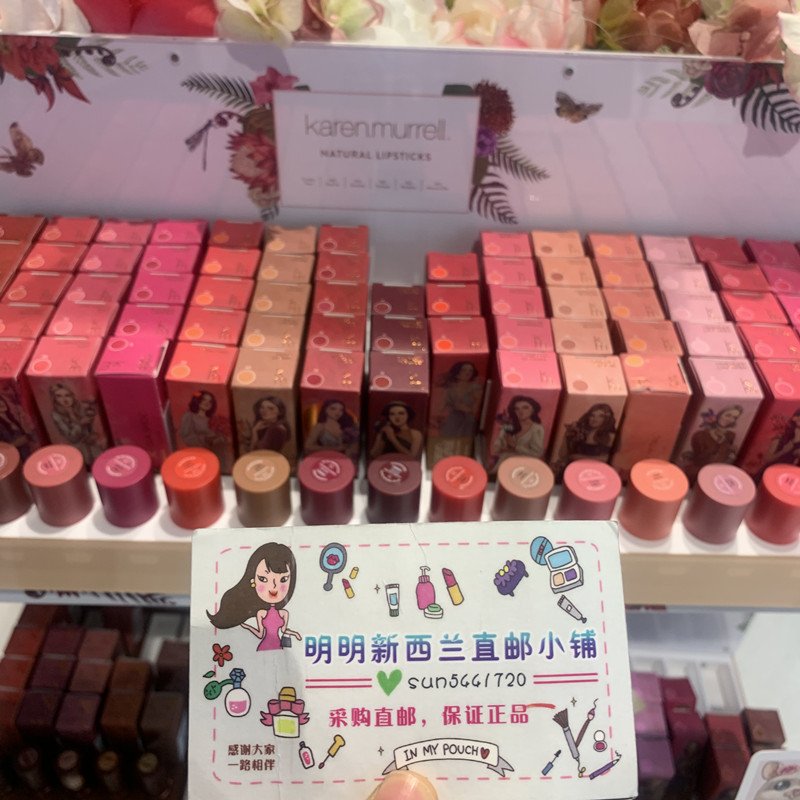 karen.murrell.
NATURAL LIPSTICKS
明明新西兰直邮小铺
sun5661720
采购直邮，保证正品
感谢大家
一路相伴
IN MY POUCH